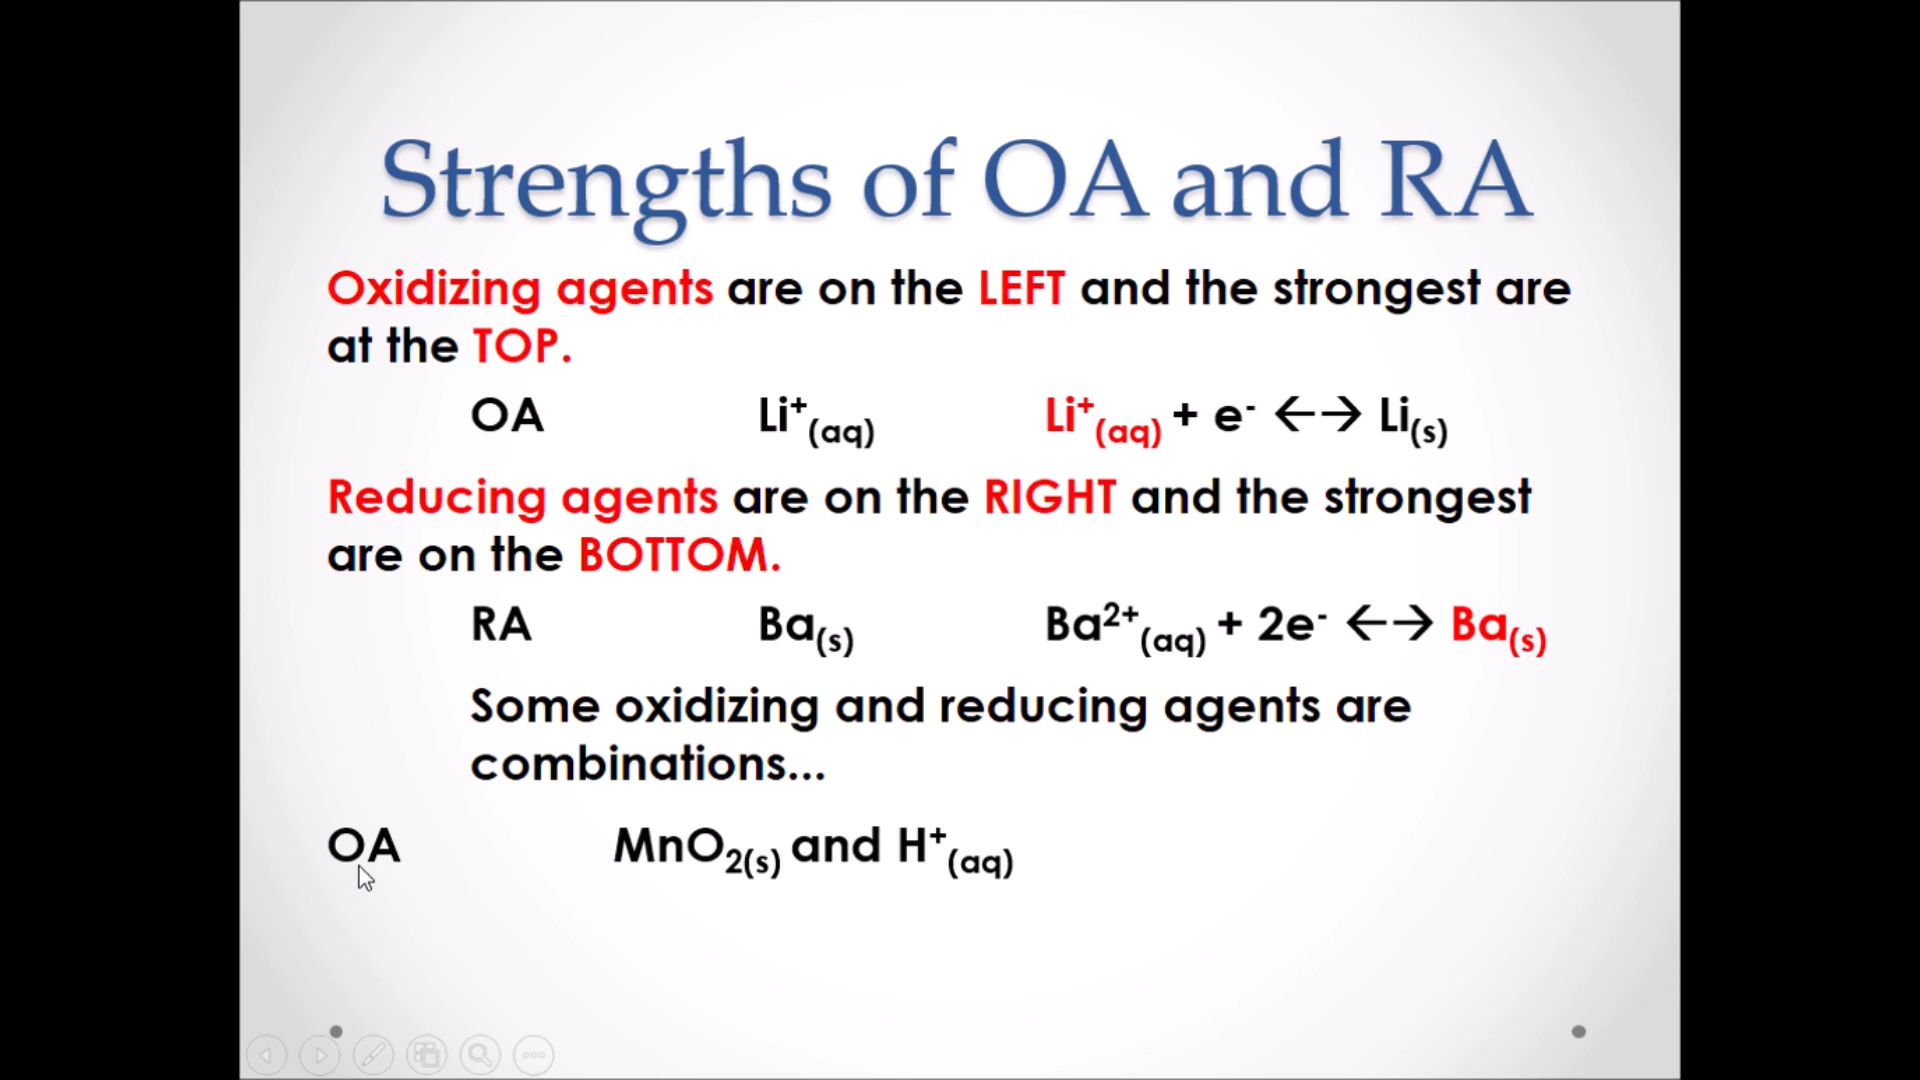 Strengths of OA and RA
Oxidizing agents are on the LEFT and the strongest are
at the TOP.
OA Li⁺(aq) Li⁺(aq) + e⁻ ←→ Li(s)
Reducing agents are on the RIGHT and the strongest
are on the BOTTOM.
RA Ba(s) Ba²⁺(aq) + 2e⁻ ←→ Ba(s)
Some oxidizing and reducing agents are
combinations...
OA MnO₂(s) and H⁺(aq)